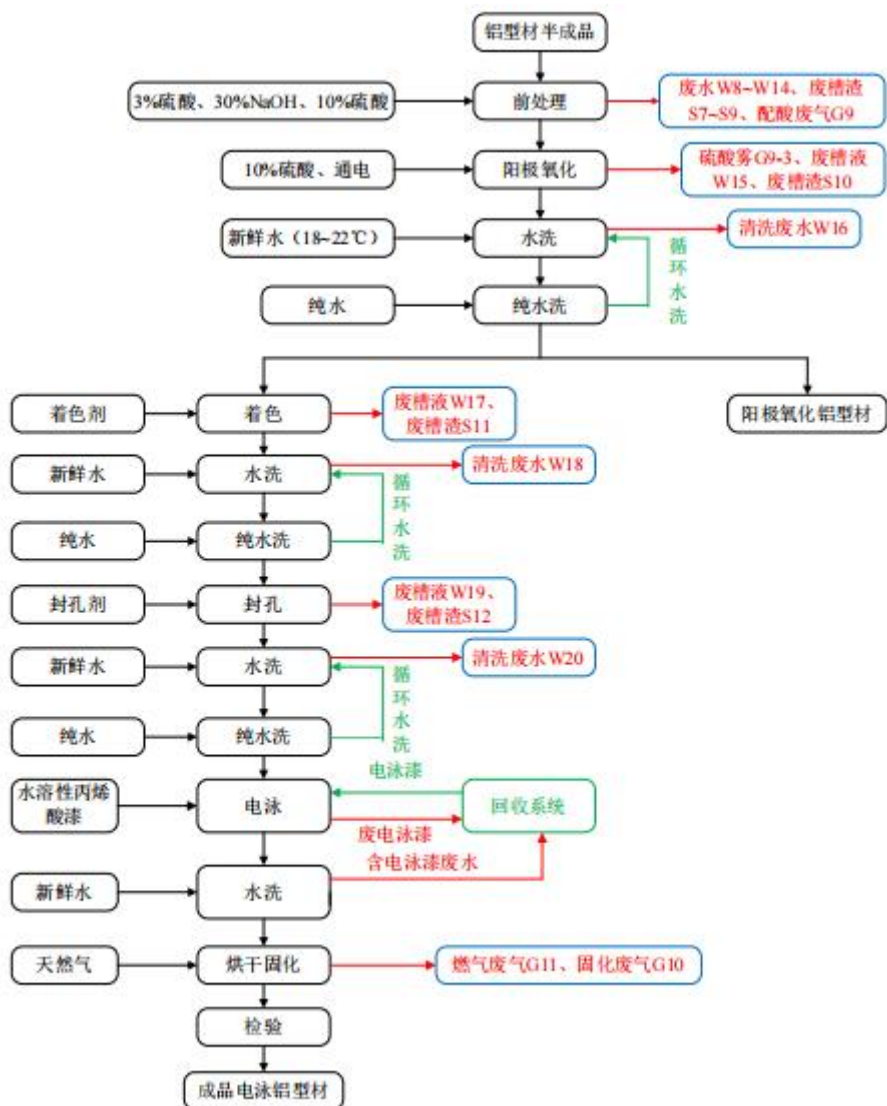 铝型材半成品
3%硫酸、30%NaOH、10%硫酸
前处理
废水W8~W14、废槽渣
S7~S9、配酸废气G9
10%硫酸、通电
阳极氧化
硫酸雾G9-3、废槽液
W15、废槽渣S10
新鲜水（18~22℃）
水洗
清洗废水W16
循环水洗
纯水
纯水洗
着色剂
着色
废槽液W17、
废槽渣S11
阳极氧化铝型材
新鲜水
水洗
清洗废水W18
循环水洗
纯水
纯水洗
封孔剂
封孔
废槽液W19、
废槽渣S12
新鲜水
水洗
清洗废水W20
循环水洗
纯水
纯水洗
电泳漆
水溶性丙烯
酸漆
电泳
回收系统
废电泳漆
含电泳漆废水
新鲜水
水洗
天然气
烘干固化
燃气废气G11、固化废气G10
检验
成品电泳铝型材